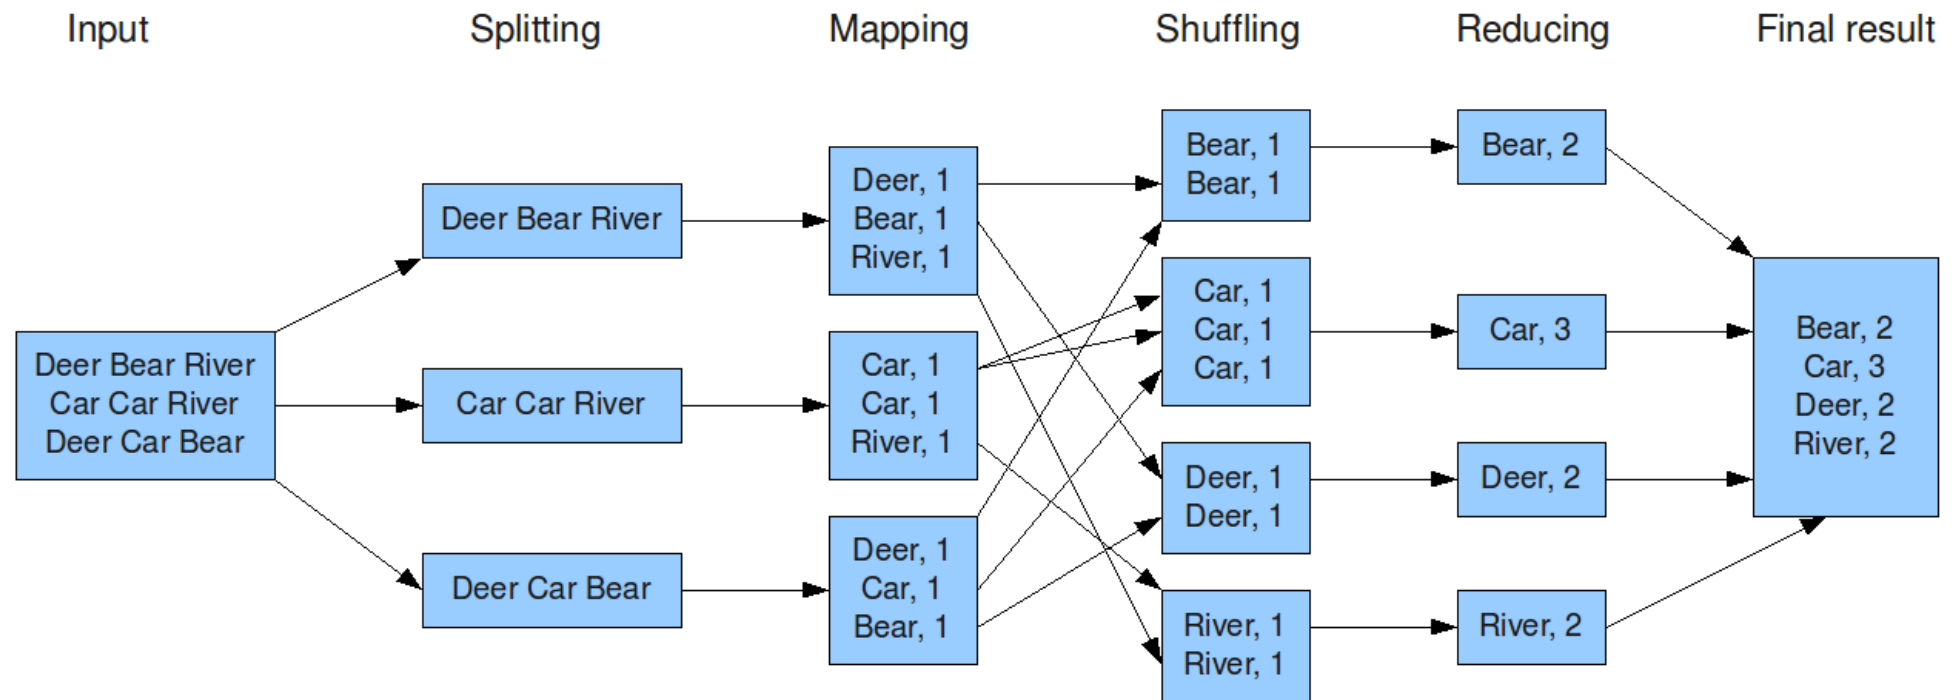 Input
Splitting
Mapping
Shuffling
Reducing
Final result
Deer Bear River
Car Car River
Deer Car Bear
Deer Bear River
Car Car River
Deer Car Bear
Deer, 1
Bear, 1
River, 1
Car, 1
Car, 1
River, 1
Deer, 1
Car, 1
Bear, 1
Bear, 1
Bear, 1
Car, 1
Car, 1
Car, 1
Deer, 1
Deer, 1
River, 1
River, 1
Bear, 2
Car, 3
Deer, 2
River, 2
Bear, 2
Car, 3
Deer, 2
River, 2